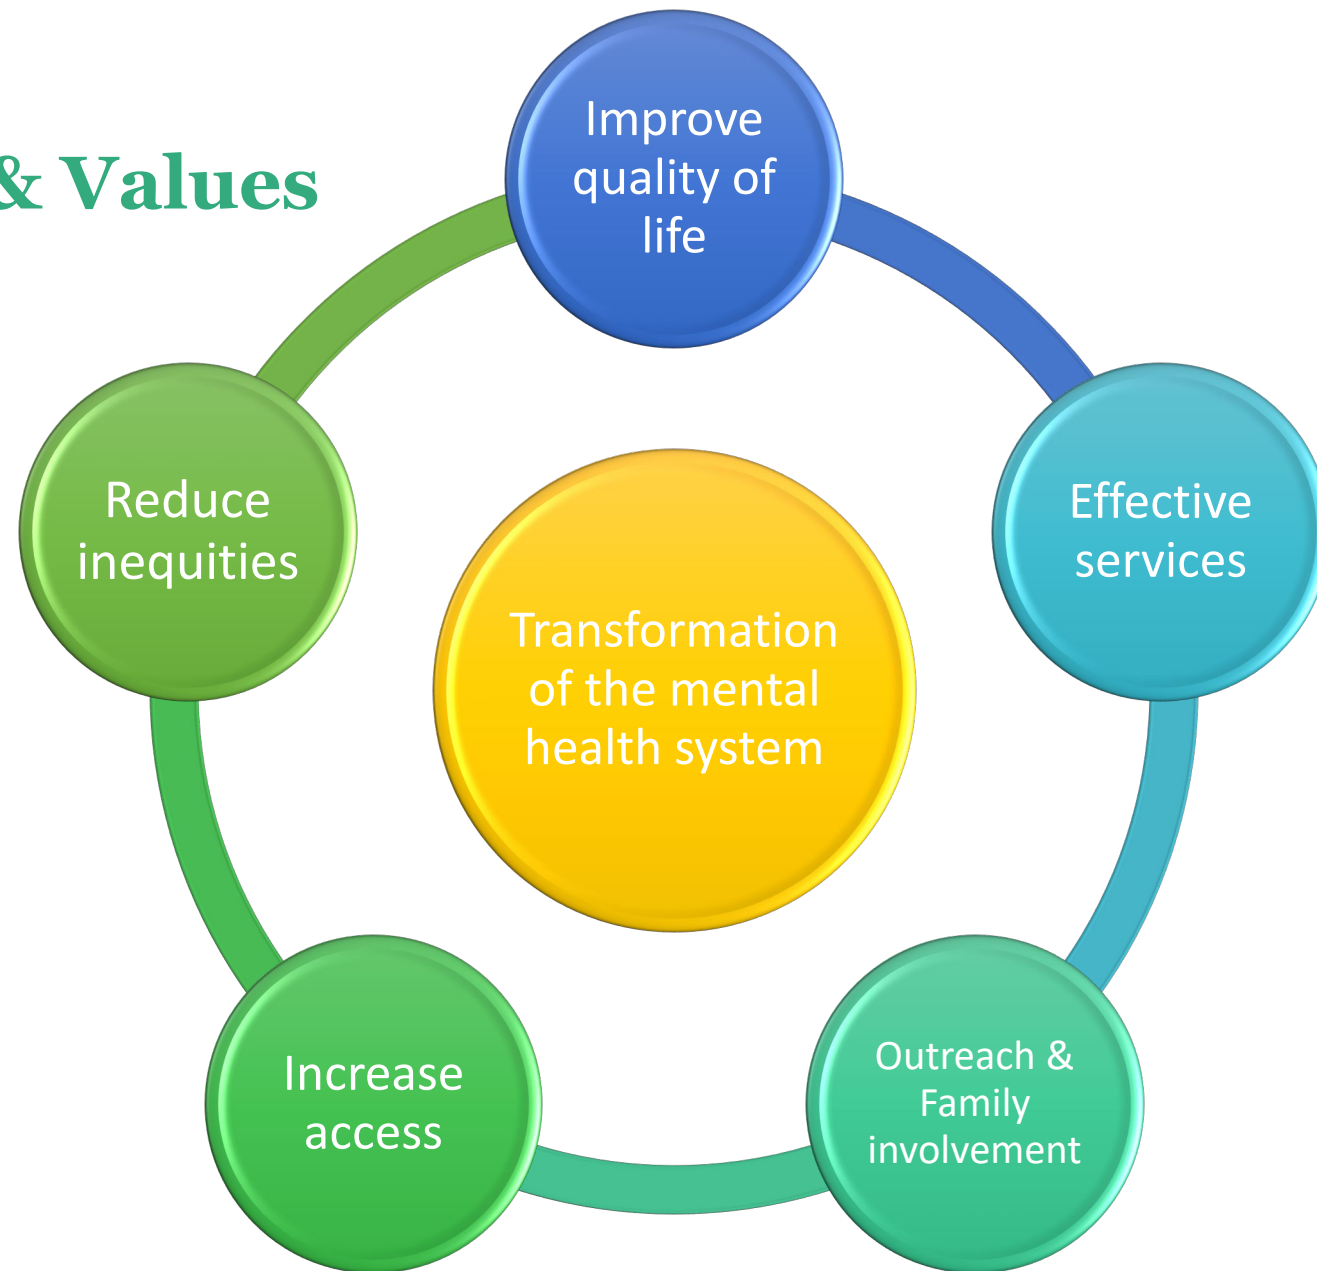 & Values
Improve
quality of
life
Effective
services
Outreach &
Family
involvement
Increase
access
Reduce
inequities
Transformation
of the mental
health system